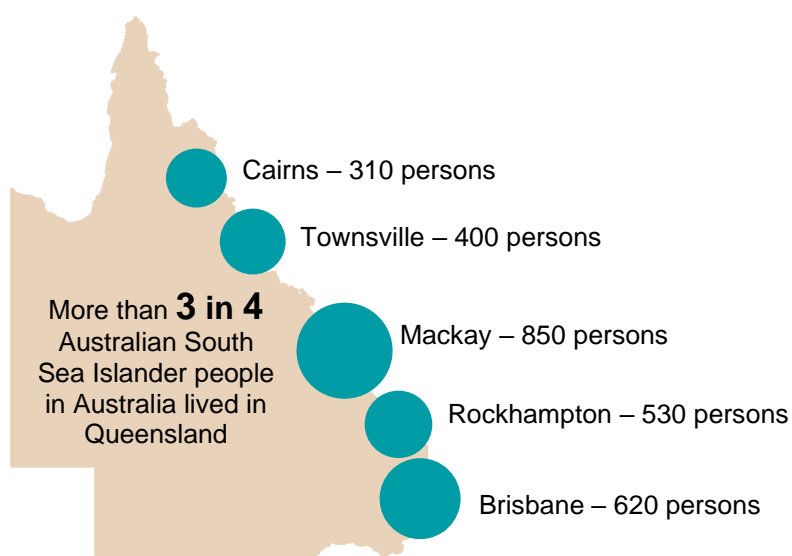 Cairns – 310 persons
Townsville – 400 persons
More than 3 in 4
Australian South
Sea Islander people
in Australia lived in
Queensland
Mackay – 850 persons
Rockhampton – 530 persons
Brisbane – 620 persons